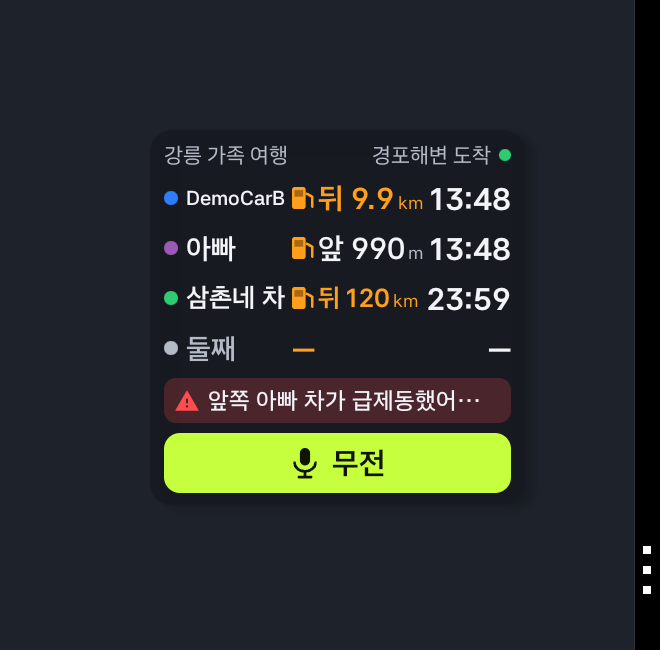 강릉 가족 여행 경포해변 도착
DemoCarB 뒤 9.9 km 13:48
아빠 앞 990 m 13:48
삼촌네 차 뒤 120 km 23:59
둘째 – –
앞쪽 아빠 차가 급제동했어…
무전